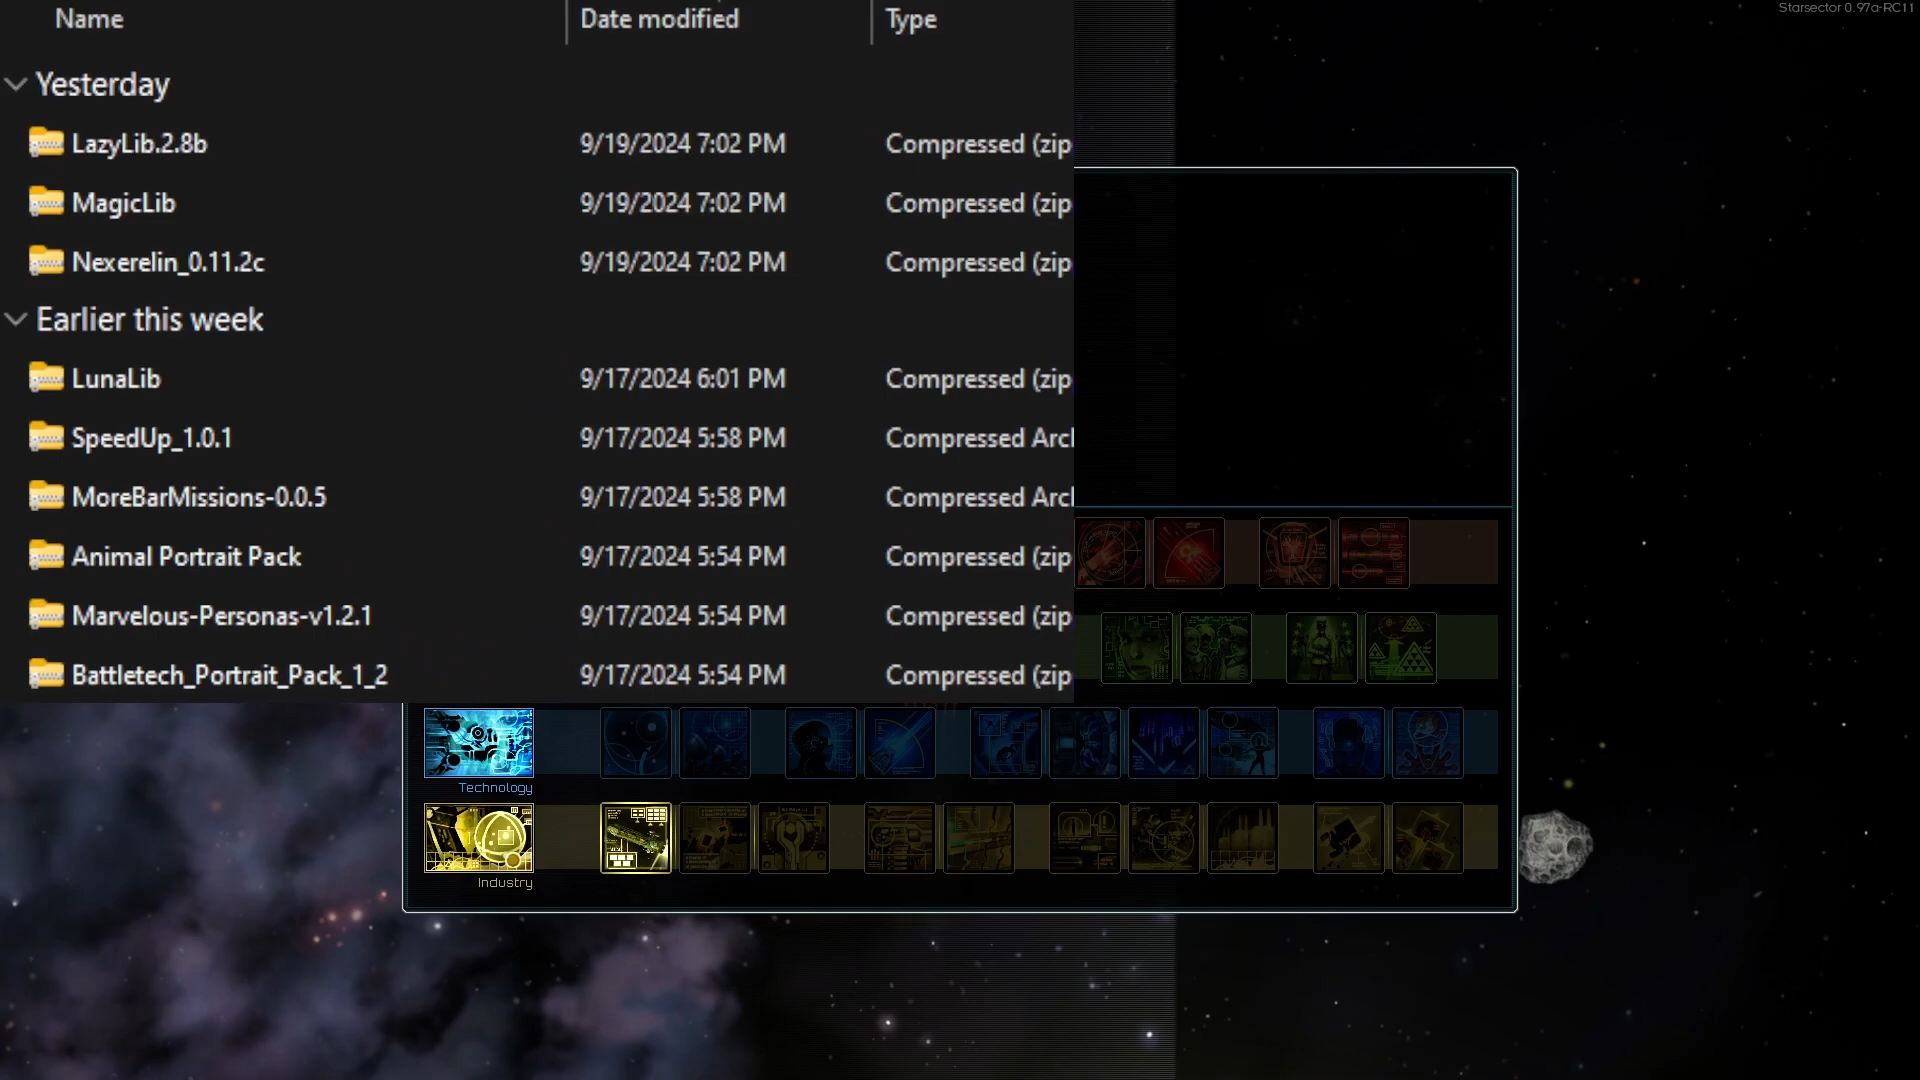 Starsector 0.97a-RC11
Name Date modified Type
Yesterday
LazyLib.2.8b 9/19/2024 7:02 PM Compressed (zip
MagicLib 9/19/2024 7:02 PM Compressed (zip
Nexerelin_0.11.2c 9/19/2024 7:02 PM Compressed (zip
Earlier this week
LunaLib 9/17/2024 6:01 PM Compressed (zip
SpeedUp_1.0.1 9/17/2024 5:58 PM Compressed Arc
MoreBarMissions-0.0.5 9/17/2024 5:58 PM Compressed Arc
Animal Portrait Pack 9/17/2024 5:54 PM Compressed (zip
Marvelous-Personas-v1.2.1 9/17/2024 5:54 PM Compressed (zip
Battletech_Portrait_Pack_1_2 9/17/2024 5:54 PM Compressed (zip
Technology
Industry